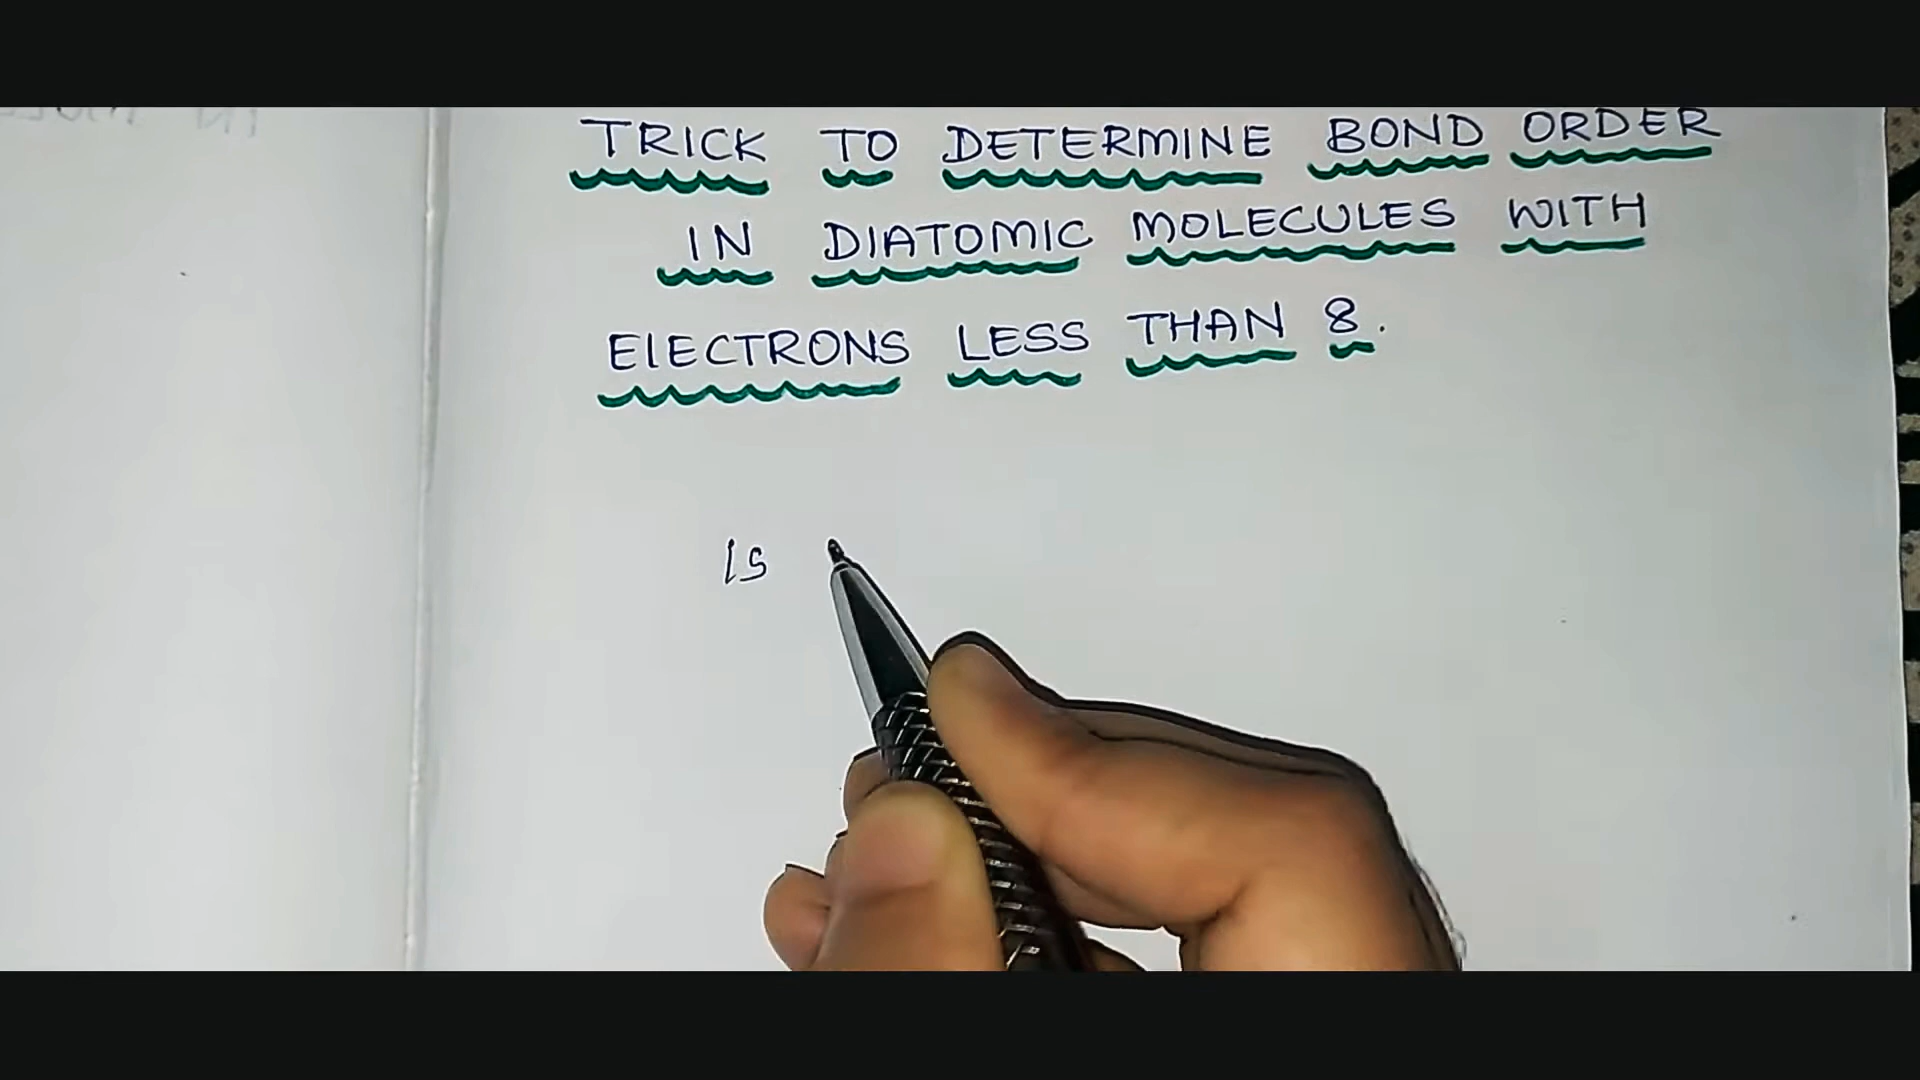 TRICK TO DETERMINE BOND ORDER
IN DIATOMIC MOLECULES WITH
ElECTRONS LESS THAN 8.
1s